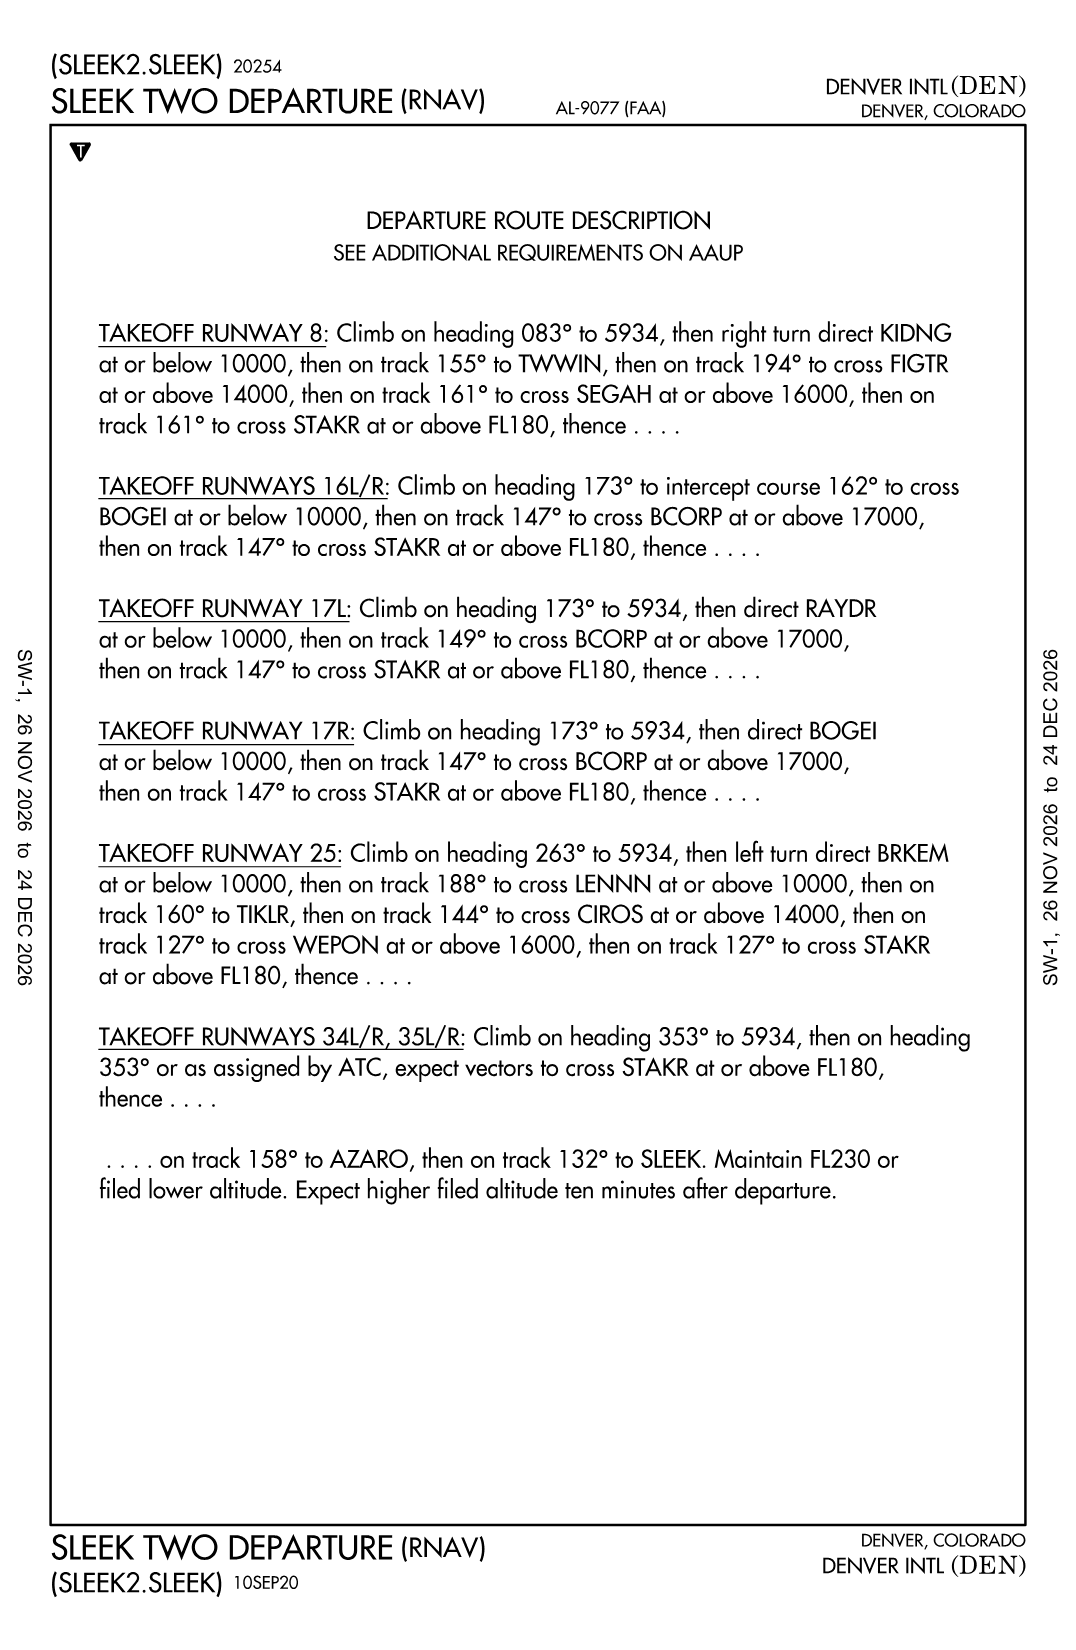 (SLEEK2.SLEEK) 20254
SLEEK TWO DEPARTURE (RNAV)
AL-9077 (FAA)
DENVER INTL (DEN)
DENVER, COLORADO
T
DEPARTURE ROUTE DESCRIPTION
SEE ADDITIONAL REQUIREMENTS ON AAUP
TAKEOFF RUNWAY 8: Climb on heading 083° to 5934, then right turn direct KIDNG
at or below 10000, then on track 155° to TWWIN, then on track 194° to cross FIGTR
at or above 14000, then on track 161° to cross SEGAH at or above 16000, then on
track 161° to cross STAKR at or above FL180, thence . . . .
TAKEOFF RUNWAYS 16L/R: Climb on heading 173° to intercept course 162° to cross
BOGEI at or below 10000, then on track 147° to cross BCORP at or above 17000,
then on track 147° to cross STAKR at or above FL180, thence . . . .
TAKEOFF RUNWAY 17L: Climb on heading 173° to 5934, then direct RAYDR
at or below 10000, then on track 149° to cross BCORP at or above 17000,
then on track 147° to cross STAKR at or above FL180, thence . . . .
TAKEOFF RUNWAY 17R: Climb on heading 173° to 5934, then direct BOGEI
at or below 10000, then on track 147° to cross BCORP at or above 17000,
then on track 147° to cross STAKR at or above FL180, thence . . . .
TAKEOFF RUNWAY 25: Climb on heading 263° to 5934, then left turn direct BRKEM
at or below 10000, then on track 188° to cross LENNN at or above 10000, then on
track 160° to TIKLR, then on track 144° to cross CIROS at or above 14000, then on
track 127° to cross WEPON at or above 16000, then on track 127° to cross STAKR
at or above FL180, thence . . . .
TAKEOFF RUNWAYS 34L/R, 35L/R: Climb on heading 353° to 5934, then on heading
353° or as assigned by ATC, expect vectors to cross STAKR at or above FL180,
thence . . . .
. . . . on track 158° to AZARO, then on track 132° to SLEEK. Maintain FL230 or
filed lower altitude. Expect higher filed altitude ten minutes after departure.
SW-1, 26 NOV 2026 to 24 DEC 2026
SW-1, 26 NOV 2026 to 24 DEC 2026
SLEEK TWO DEPARTURE (RNAV)
(SLEEK2.SLEEK) 10SEP20
DENVER, COLORADO
DENVER INTL (DEN)